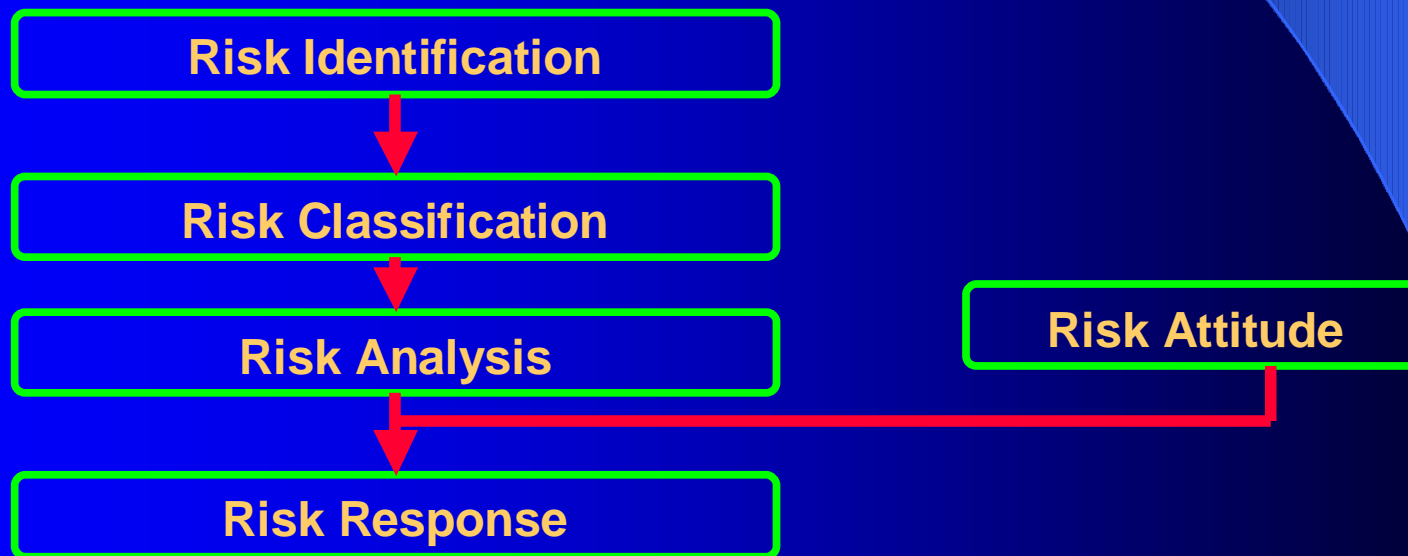 Risk Identification
Risk Classification
Risk Analysis
Risk Attitude
Risk Response